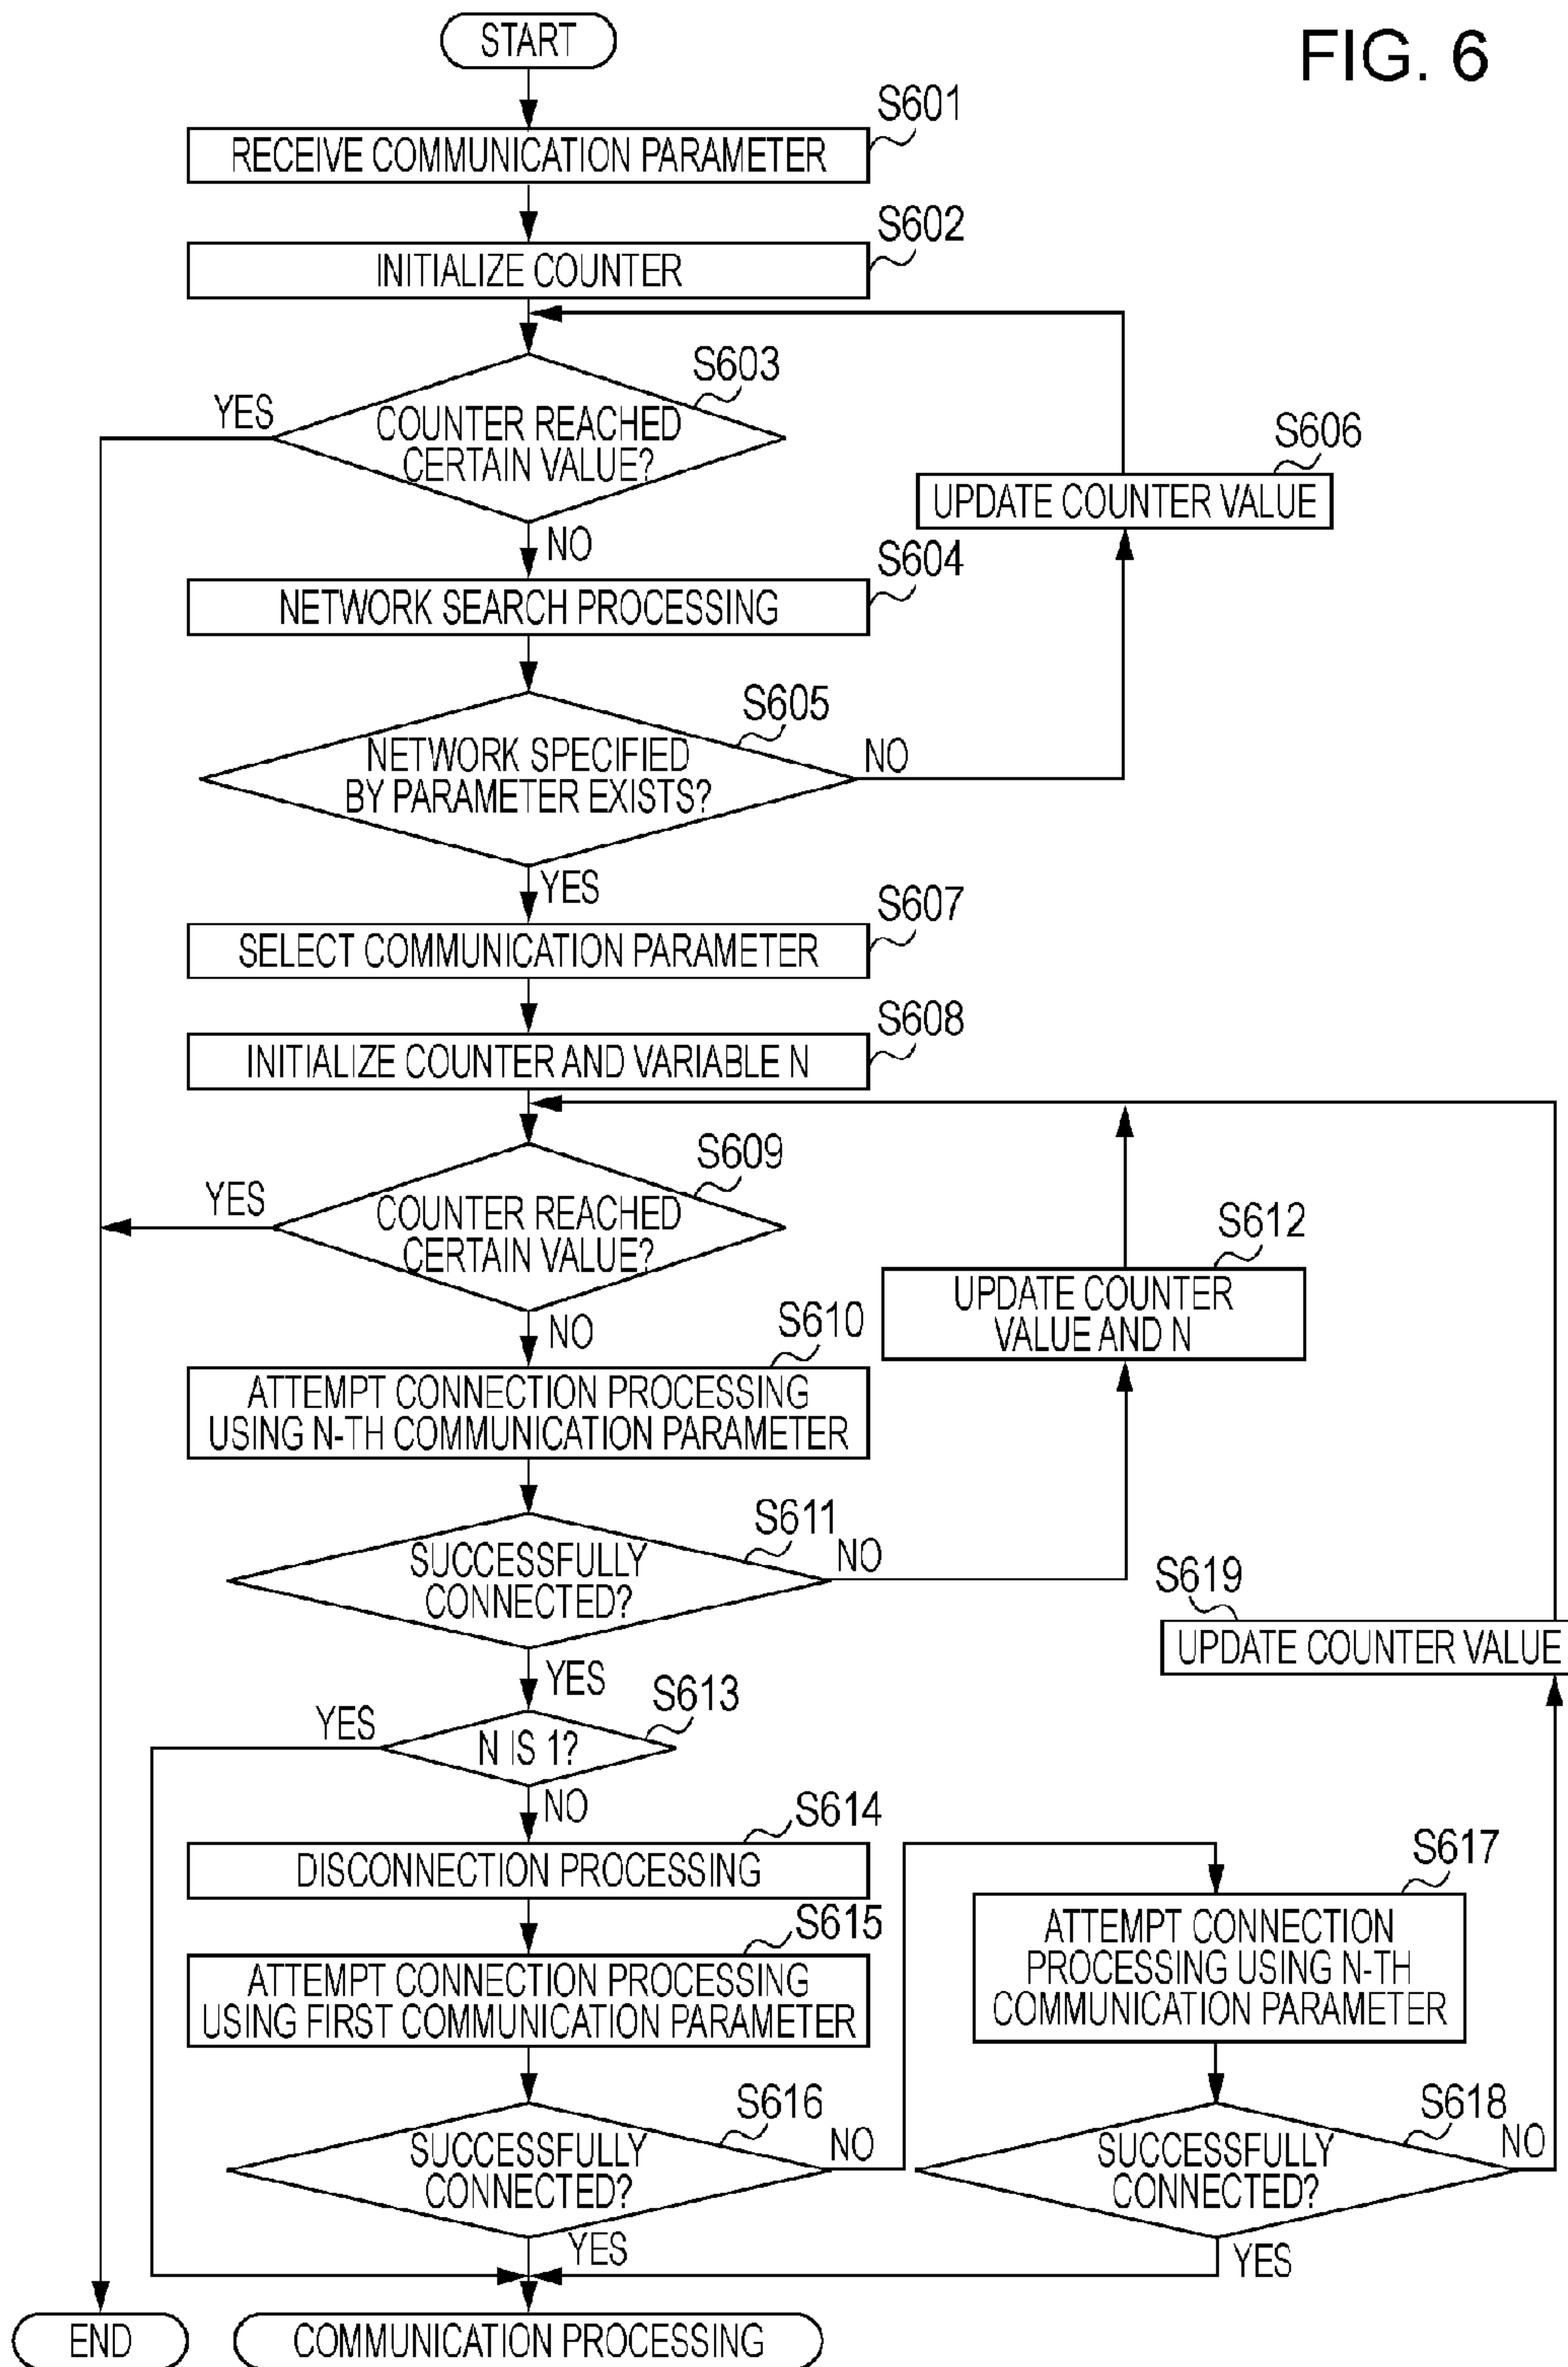 START
FIG. 6
S601
RECEIVE COMMUNICATION PARAMETER
S602
INITIALIZE COUNTER
S603
YES
COUNTER REACHED
CERTAIN VALUE?
S606
UPDATE COUNTER VALUE
NO
S604
NETWORK SEARCH PROCESSING
S605
NETWORK SPECIFIED
BY PARAMETER EXISTS?
NO
YES
S607
SELECT COMMUNICATION PARAMETER
S608
INITIALIZE COUNTER AND VARIABLE N
S609
YES
COUNTER REACHED
CERTAIN VALUE?
S612
UPDATE COUNTER
VALUE AND N
NO
S610
ATTEMPT CONNECTION PROCESSING
USING N-TH COMMUNICATION PARAMETER
S611
SUCCESSFULLY
CONNECTED?
NO
S619
UPDATE COUNTER VALUE
YES
S613
YES
N IS 1?
NO
S614
DISCONNECTION PROCESSING
S617
ATTEMPT CONNECTION
PROCESSING USING N-TH
COMMUNICATION PARAMETER
S615
ATTEMPT CONNECTION PROCESSING
USING FIRST COMMUNICATION PARAMETER
S616
SUCCESSFULLY
CONNECTED?
NO
S618
SUCCESSFULLY
CONNECTED?
NO
YES
YES
END
COMMUNICATION PROCESSING